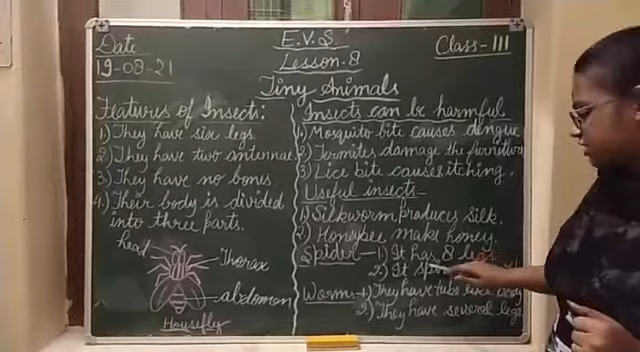 Date
19-08-21
E.V.S.
Lesson-8
Class-III
Tiny Animals
Features of Insects:
1) They have six legs.
2) They have two antennae.
3) They have no bones.
4) Their body is divided
into three parts.
head
Thorax
abdomen
Housefly
Insects can be harmful
1) Mosquito bite causes dengue
2) Termites damage the furniture
3) Lice bite causes itching.
Useful insects-
1) Silkworm produces silk.
2) Honeybee make honey.
Spider-1) It has 8 legs.
2) It
Worms-1) They have tube like body
2) They have several legs